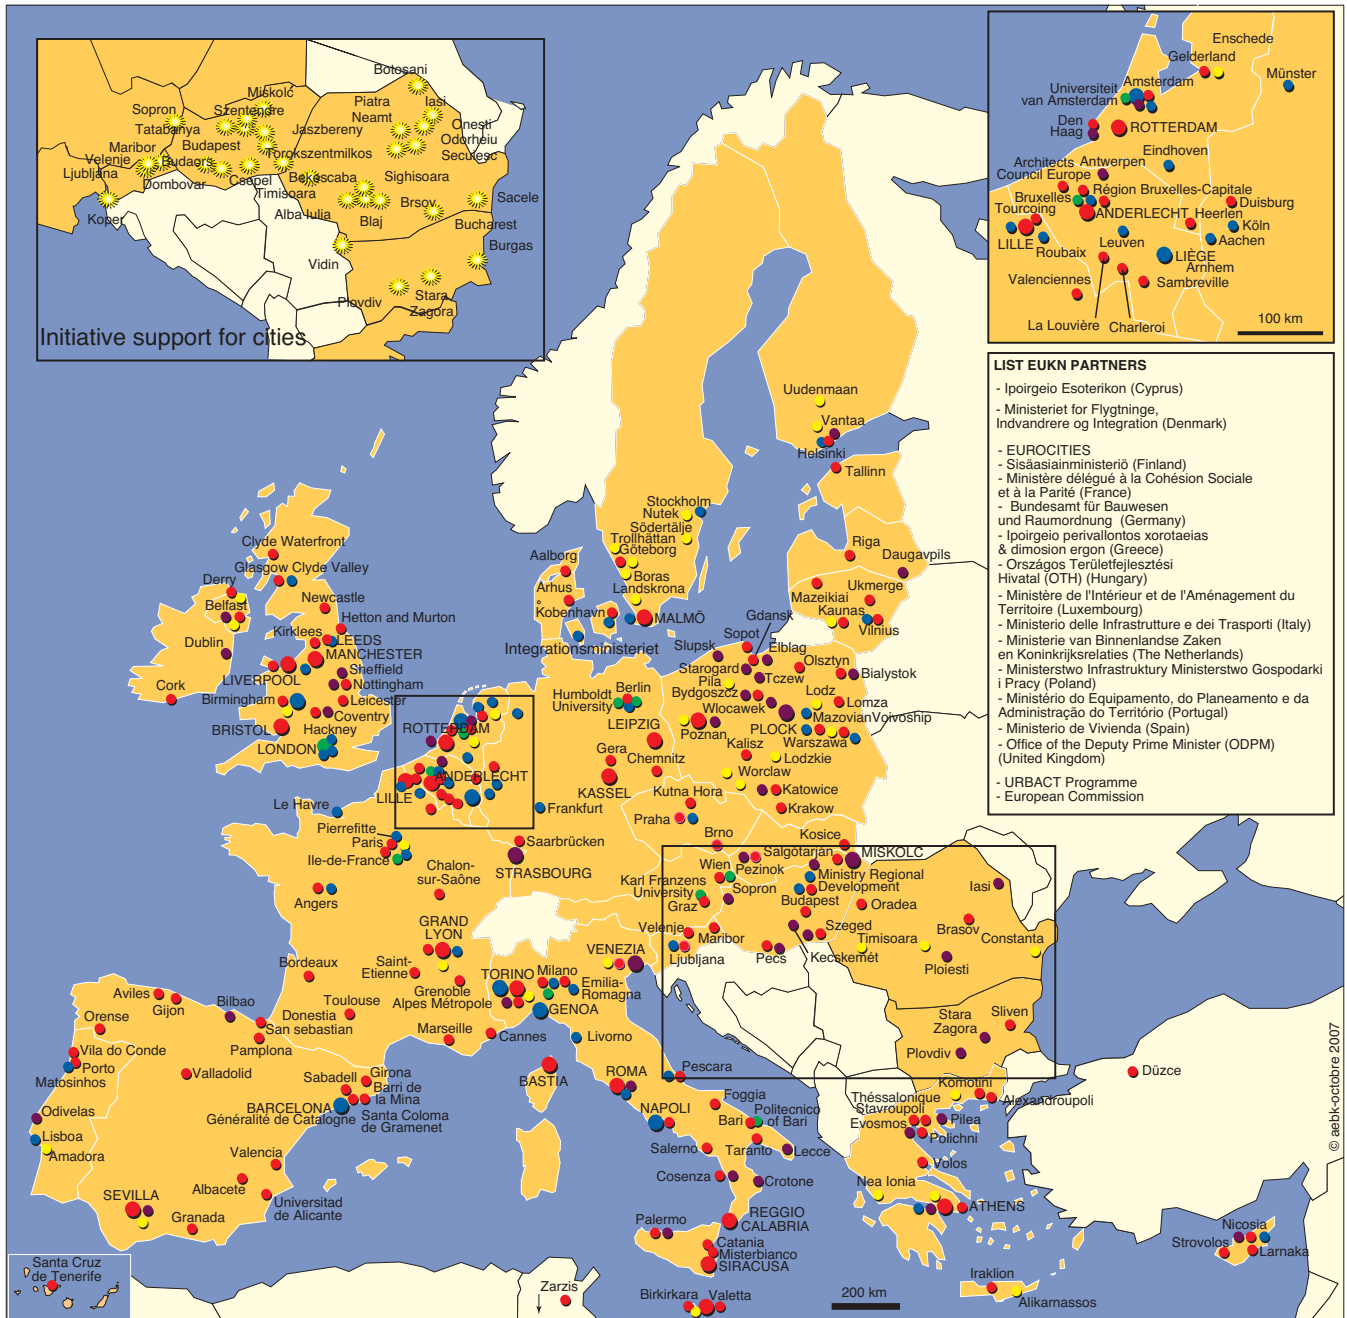 Botosani
Miskolc
Sopron
Szentendre
Piatra
Neamt
Iasi
Tatabanya
Jaszbereny
Onesti
Maribor
Budapest
Odorheiu
Secuiesc
Velenje
Budaors
Torokszentmilkos
Ljubljana
Dombovar
Csepel
Bekescaba
Sighisoara
Timisoara
Koper
Alba Iulia
Blaj
Brsov
Sacele
Bucharest
Burgas
Vidin
Plovdiv
Stara
Zagora
Initiative support for cities
Enschede
Gelderland
Münster
Universiteit
van Amsterdam
Amsterdam
Den
Haag
ROTTERDAM
Eindhoven
Architects
Council Europe
Antwerpen
Région Bruxelles-Capitale
Bruxelles
Duisburg
Tourcoing
ANDERLECHT
Heerlen
Köln
LILLE
Roubaix
Leuven
Aachen
LIÈGE
Arnhem
Valenciennes
Sambreville
La Louvière
Charleroi
100 km
LIST EUKN PARTNERS
- Ipoirgeio Esoterikon (Cyprus)
- Ministeriet for Flygtninge,
Indvandrere og Integration (Denmark)
- EUROCITIES
- Sisäasiainministeriö (Finland)
- Ministère délégué à la Cohésion Sociale
et à la Parité (France)
- Bundesamt für Bauwesen
und Raumordnung (Germany)
- Ipoirgeio perivallontos xorotaeias
& dimosion ergon (Greece)
- Országos Területfejlesztési
Hivatal (OTH) (Hungary)
- Ministère de l'Intérieur et de l'Aménagement du
Territoire (Luxembourg)
- Ministerio delle Infrastrutture e dei Trasporti (Italy)
- Ministerie van Binnenlandse Zaken
en Koninkrijksrelaties (The Netherlands)
- Ministerstwo Infrastruktury Ministerstwo Gospodarki
i Pracy (Poland)
- Ministério do Equipamento, do Planeamento e da
Administração do Território (Portugal)
- Ministerio de Vivienda (Spain)
- Office of the Deputy Prime Minister (ODPM)
(United Kingdom)
- URBACT Programme
- European Commission
Uudenmaan
Vantaa
Helsinki
Tallinn
Stockholm
Nutek
Södertälje
Trollhättan
Göteborg
Boras
Landskrona
MALMÖ
Riga
Daugavpils
Mazeikiai
Ukmerge
Kaunas
Vilnius
Aalborg
Arhus
Kobenhavn
Integrationsministeriet
Clyde Waterfront
Glasgow Clyde Valley
Derry
Belfast
Newcastle
Hetton and Murton
Dublin
Kirklees
LEEDS
MANCHESTER
LIVERPOOL
Sheffield
Nottingham
Cork
Birmingham
Leicester
Coventry
BRISTOL
Hackney
LONDON
Gdansk
Sopot
Slupsk
Elblag
Starogard
Olsztyn
Pila
Tczew
Bialystok
Bydgoszcz
Lodz
Wlocawek
Lomza
PLOCK
MazovianVoivoship
Poznan
Warszawa
Kalisz
Lodzkie
Worclaw
Katowice
Krakow
Humboldt
University
Berlin
LEIPZIG
Gera
Chemnitz
KASSEL
Kutna Hora
Praha
Brno
Kosice
ROTTERDAM
ANDERLECHT
LILLE
Frankfurt
Le Havre
Pierrefitte
Paris
Ile-de-France
Saarbrücken
STRASBOURG
Chalon-
sur-Saône
Angers
Salgótarján
MISKOLC
Wien
Pezinok
Ministry Regional
Development
Karl Franzens
University
Sopron
Budapest
Graz
Iasi
Oradea
Velenje
Maribor
Szeged
Ljubljana
Pecs
Kecskemét
Timisoara
Brasov
Constanta
Ploiesti
Stara
Zagora
Sliven
Plovdiv
GRAND
LYON
Saint-
Etienne
Grenoble
Alpes Métropole
Bordeaux
Toulouse
Marseille
Cannes
VENEZIA
TORINO
Milano
Emilia-
Romagna
GENOA
Livorno
BASTIA
ROMA
Pescara
NAPOLI
Foggia
Bari
Politecnico
of Bari
Salerno
Taranto
Lecce
Cosenza
Crotone
REGGIO
CALABRIA
Palermo
Catania
Misterbianco
SIRACUSA
Birkirkara
Valetta
Zarzis
Aviles
Gijon
Bilbao
Donestia
San sebastian
Orense
Pamplona
Vila do Conde
Porto
Matosinhos
Valladolid
Sabadell
Girona
Barri de
la Mina
BARCELONA
Généralité de Catalogne
Santa Coloma
de Gramenet
Odivelas
Lisboa
Amadora
Valencia
Albacete
Universitad
de Alicante
SEVILLA
Granada
Santa Cruz
de Tenerife
Komotini
Théssalonique
Alexandroupoli
Stavroupoli
Pilea
Evosmos
Polichni
Volos
Nea Ionia
ATHENS
Iraklion
Alikarnassos
Düzce
Nicosia
Strovolos
Larnaka
200 km
© aebk-octobre 2007